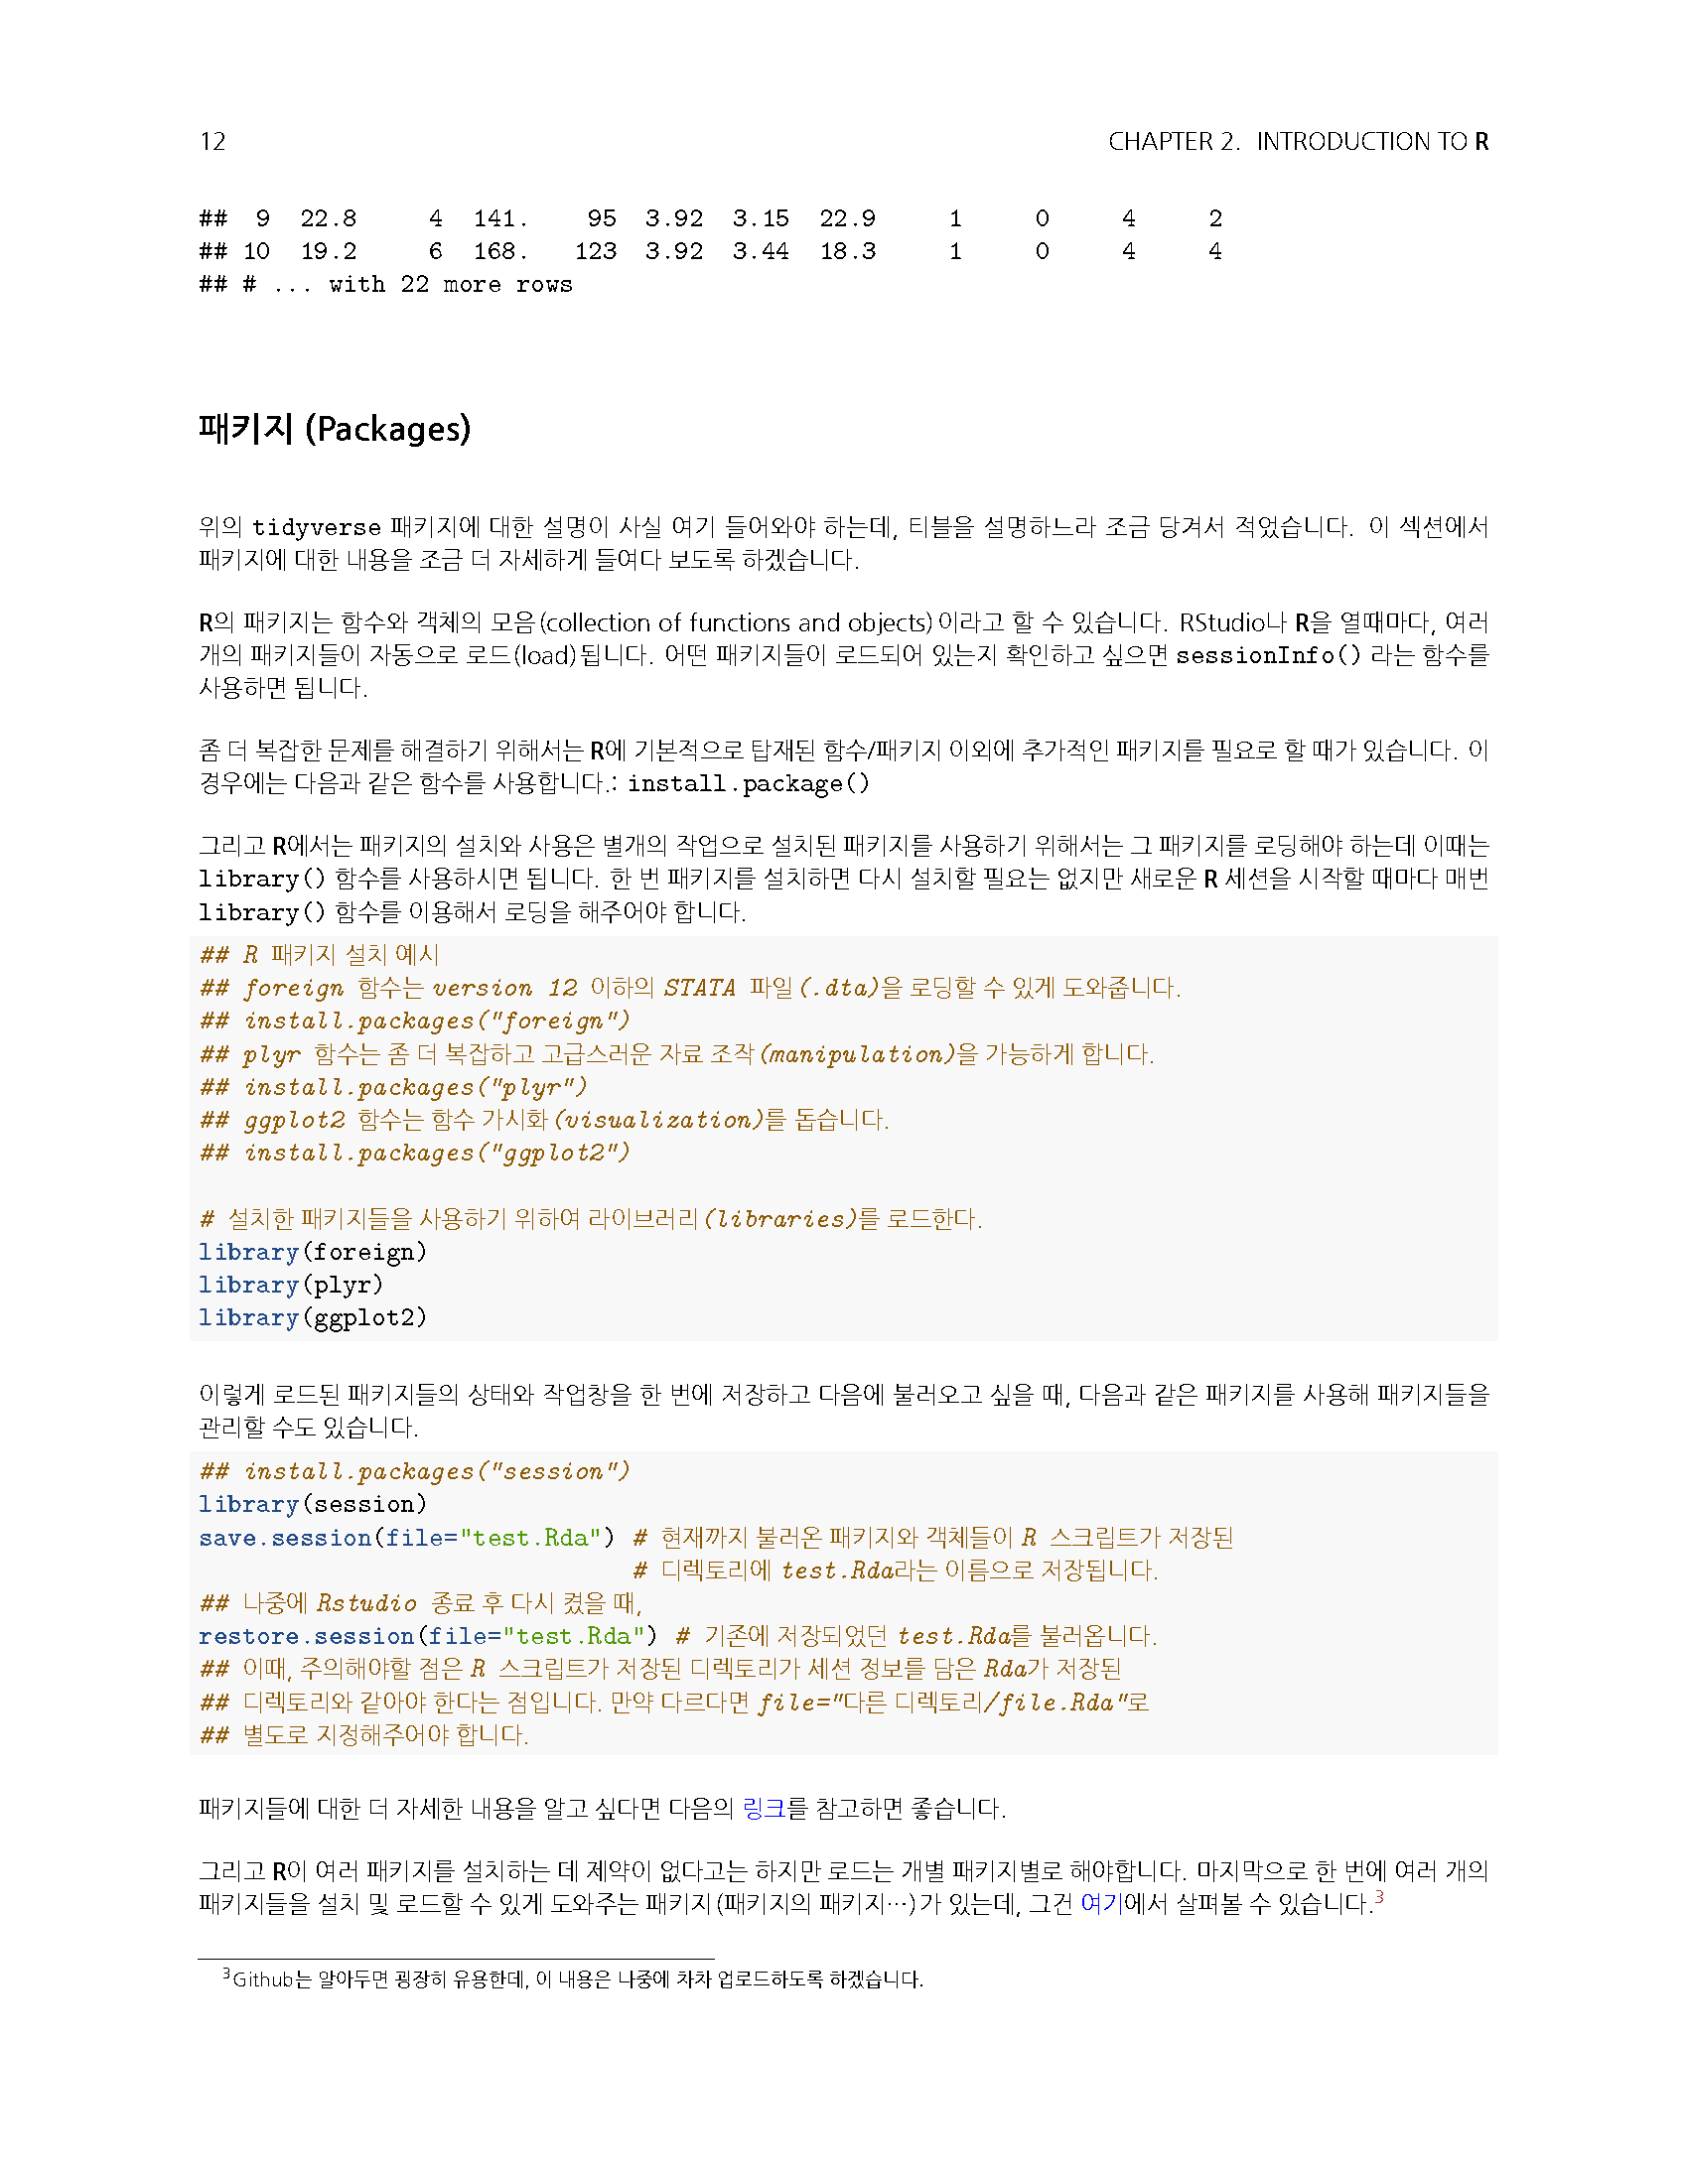 12 CHAPTER 2. INTRODUCTION TO R
## 9 22.8 4 141. 95 3.92 3.15 22.9 1 0 4 2
## 10 19.2 6 168. 123 3.92 3.44 18.3 1 0 4 4
## # ... with 22 more rows
패키지 (Packages)
위의 tidyverse 패키지에 대한 설명이 사실 여기 들어와야 하는데, 티블을 설명하느라 조금 당겨서 적었습니다. 이 섹션에서
패키지에 대한 내용을 조금 더 자세하게 들여다 보도록 하겠습니다.
R의 패키지는 함수와 객체의 모음(collection of functions and objects)이라고 할 수 있습니다. RStudio나 R을 열때마다, 여러
개의 패키지들이 자동으로 로드(load)됩니다. 어떤 패키지들이 로드되어 있는지 확인하고 싶으면 sessionInfo() 라는 함수를
사용하면 됩니다.
좀 더 복잡한 문제를 해결하기 위해서는 R에 기본적으로 탑재된 함수/패키지 이외에 추가적인 패키지를 필요로 할 때가 있습니다. 이
경우에는 다음과 같은 함수를 사용합니다.: install.package()
그리고 R에서는 패키지의 설치와 사용은 별개의 작업으로 설치된 패키지를 사용하기 위해서는 그 패키지를 로딩해야 하는데 이때는
library() 함수를 사용하시면 됩니다. 한 번 패키지를 설치하면 다시 설치할 필요는 없지만 새로운 R 세션을 시작할 때마다 매번
library() 함수를 이용해서 로딩을 해주어야 합니다.
## R 패키지 설치 예시
## foreign 함수는 version 12 이하의 STATA 파일(.dta)을 로딩할 수 있게 도와줍니다.
## install.packages("foreign")
## plyr 함수는 좀 더 복잡하고 고급스러운 자료 조작(manipulation)을 가능하게 합니다.
## install.packages("plyr")
## ggplot2 함수는 함수 가시화(visualization)를 돕습니다.
## install.packages("ggplot2")
# 설치한 패키지들을 사용하기 위하여 라이브러리(libraries)를 로드한다.
library(foreign)
library(plyr)
library(ggplot2)
이렇게 로드된 패키지들의 상태와 작업창을 한 번에 저장하고 다음에 불러오고 싶을 때, 다음과 같은 패키지를 사용해 패키지들을
관리할 수도 있습니다.
## install.packages("session")
library(session)
save.session(file="test.Rda") # 현재까지 불러온 패키지와 객체들이 R 스크립트가 저장된
# 디렉토리에 test.Rda라는 이름으로 저장됩니다.
## 나중에 Rstudio 종료 후 다시 켰을 때,
restore.session(file="test.Rda") # 기존에 저장되었던 test.Rda를 불러옵니다.
## 이때, 주의해야할 점은 R 스크립트가 저장된 디렉토리가 세션 정보를 담은 Rda가 저장된
## 디렉토리와 같아야 한다는 점입니다. 만약 다르다면 file="다른 디렉토리/file.Rda"로
## 별도로 지정해주어야 합니다.
패키지들에 대한 더 자세한 내용을 알고 싶다면 다음의 링크를 참고하면 좋습니다.
그리고 R이 여러 패키지를 설치하는 데 제약이 없다고는 하지만 로드는 개별 패키지별로 해야합니다. 마지막으로 한 번에 여러 개의
패키지들을 설치 및 로드할 수 있게 도와주는 패키지(패키지의 패키지…)가 있는데, 그건 여기에서 살펴볼 수 있습니다.3
3Github는 알아두면 굉장히 유용한데, 이 내용은 나중에 차차 업로드하도록 하겠습니다.